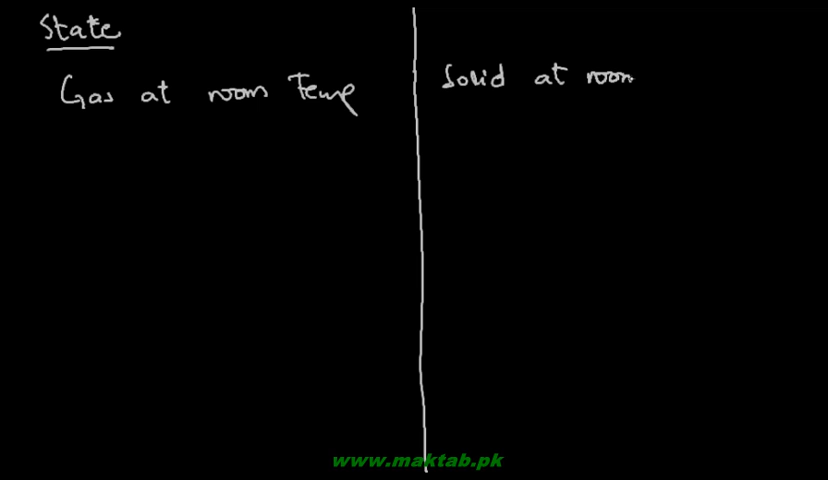 State
Gas at room Temp
Solid at room
www.maktab.pk